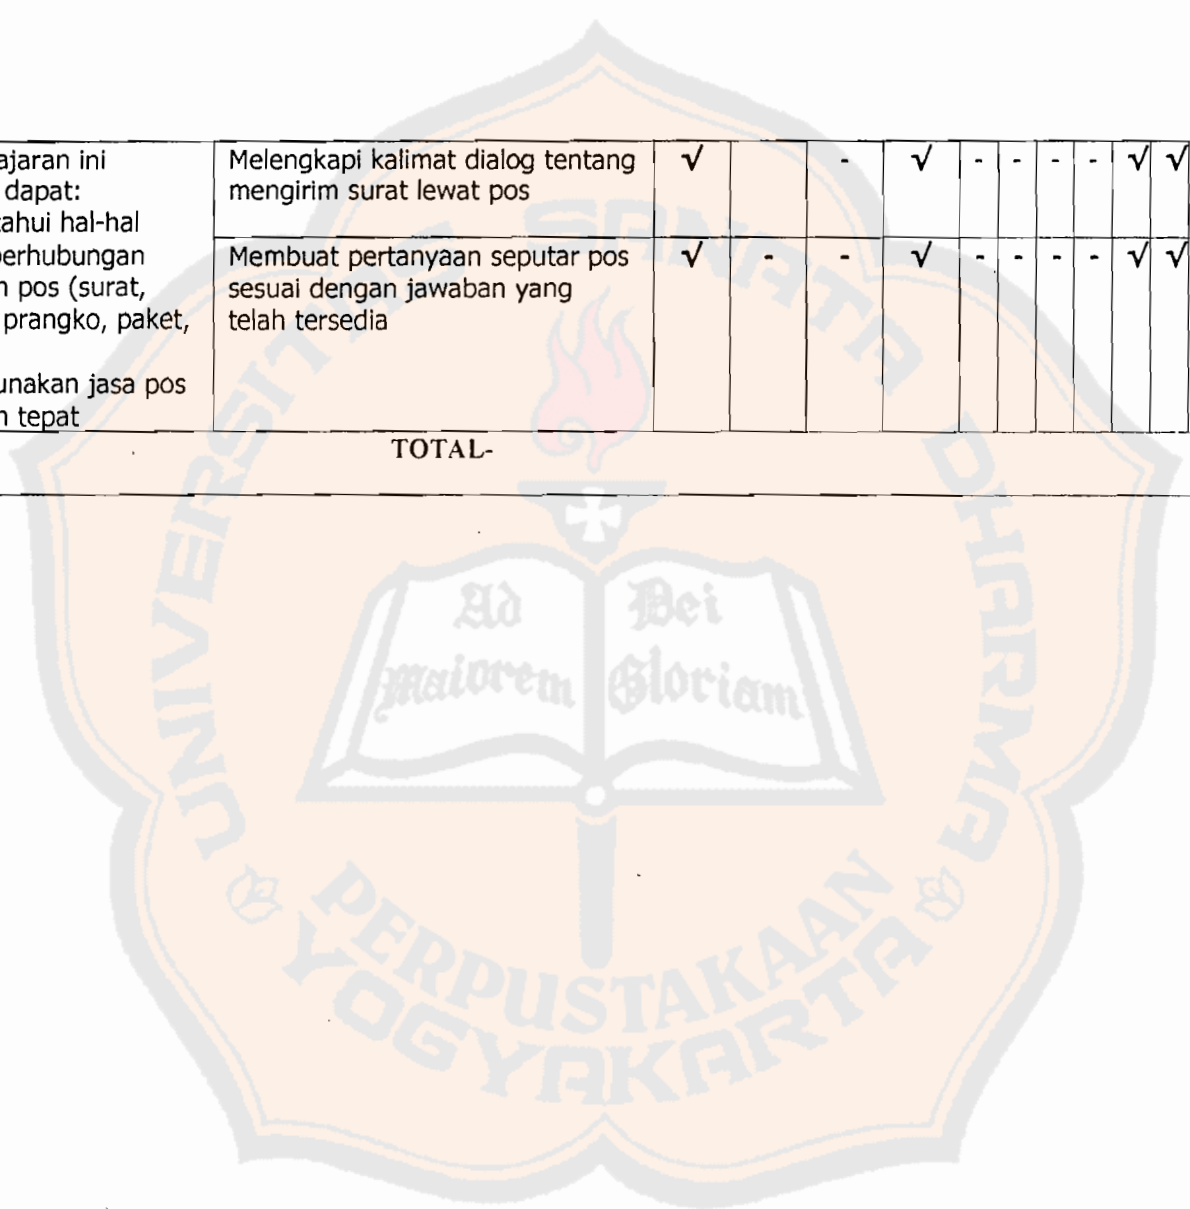 ajaran ini
dapat:
tahui hal-hal
berhubungan
n pos (surat,
prangko, paket,
unakan jasa pos
n tepat
Melengkapi kalimat dialog tentang
mengirim surat lewat pos
√ - √ - - - - √ √
Membuat pertanyaan seputar pos
sesuai dengan jawaban yang
telah tersedia
√ - - √ - - - - √ √
TOTAL-
UNIVERSITAS SANATA DHARMA
Ad Dei
Maiorem Gloriam
PERPUSTAKAAN
YOGYAKARTA